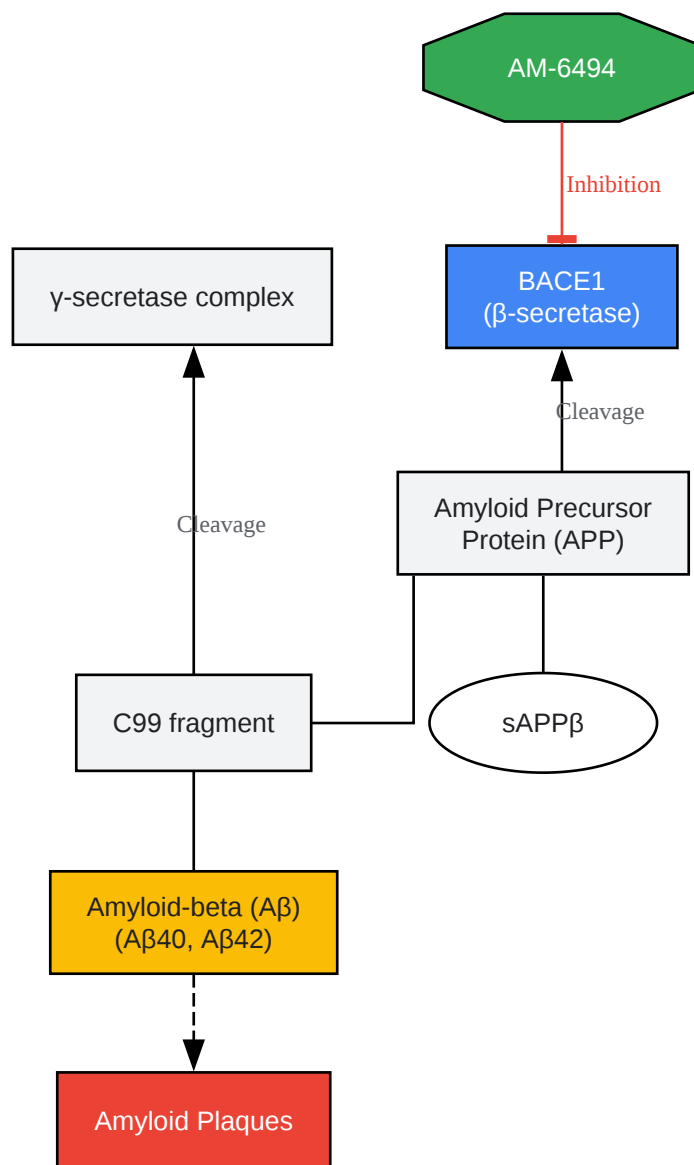 AM-6494
Inhibition
γ-secretase complex
BACE1
(β-secretase)
Cleavage
Amyloid Precursor
Protein (APP)
Cleavage
C99 fragment
sAPPβ
Amyloid-beta (Aβ)
(Aβ40, Aβ42)
Amyloid Plaques